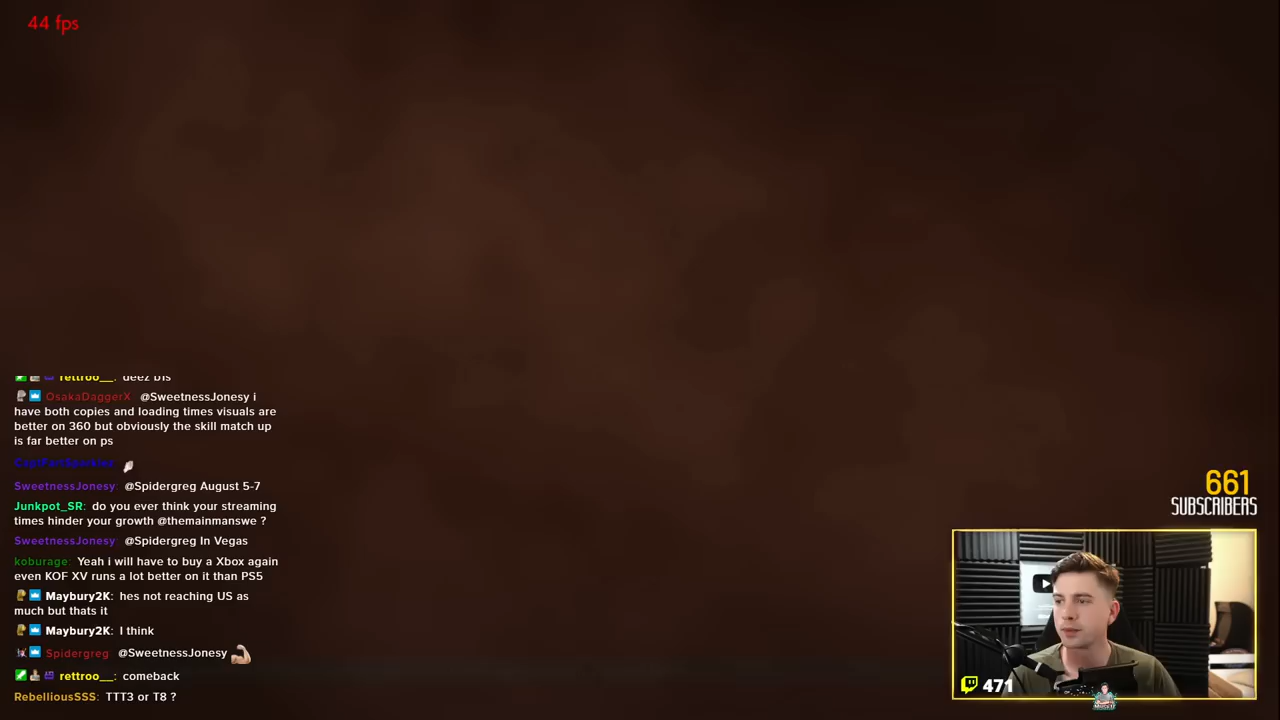 44 fps
rettroo__: deez b1s
OsakaDaggerX @SweetnessJonesy i
have both copies and loading times visuals are
better on 360 but obviously the skill match up
is far better on ps
SweetnessJonesy: @Spidergreg August 5-7
Junkpot_SR: do you ever think your streaming
times hinder your growth @themainmanswe ?
SweetnessJonesy: @Spidergreg In Vegas
koburage: Yeah i will have to buy a Xbox again
even KOF XV runs a lot better on it than PS5
Maybury2K: hes not reaching US as
much but thats it
Maybury2K: I think
Spidergreg: @SweetnessJonesy
rettroo__: comeback
RebelliousSSS: TTT3 or T8 ?
661
SUBSCRIBERS
471